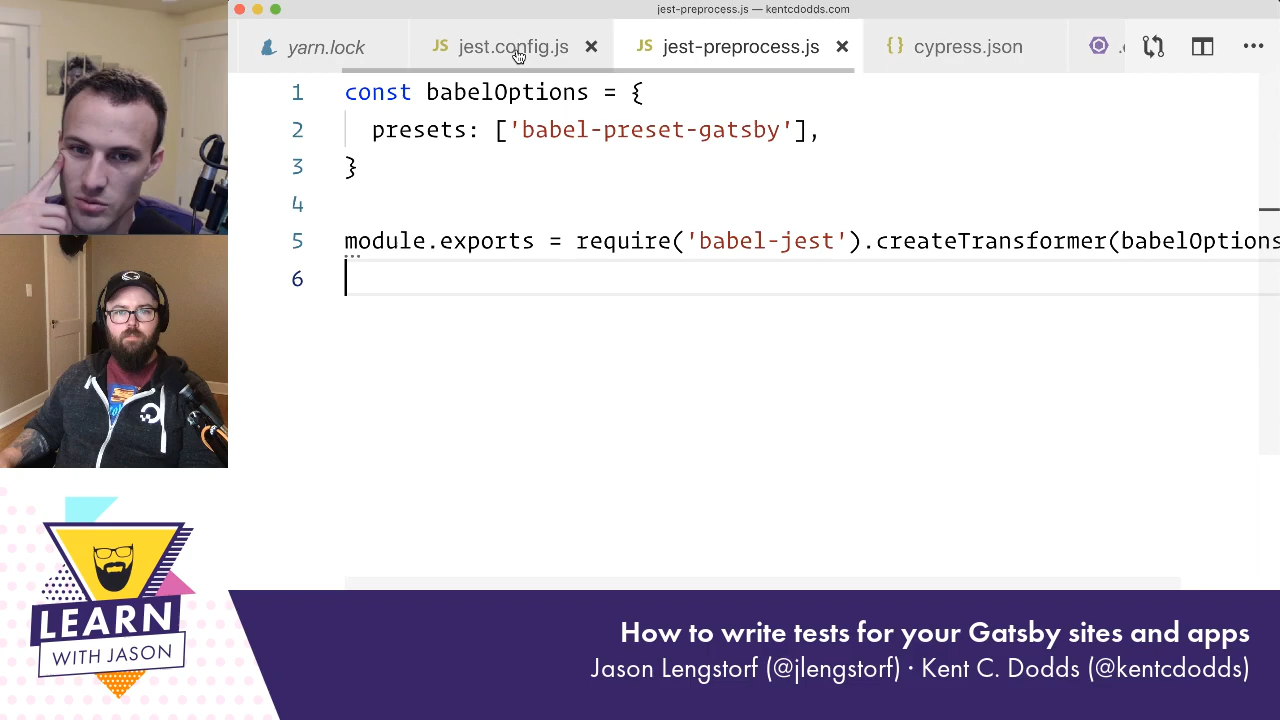 jest-preprocess.js — kentcdodds.com
yarn.lock
JS jest.config.js ×
JS jest-preprocess.js ×
{} cypress.json
1 const babelOptions = {
2 presets: ['babel-preset-gatsby'],
3 }
4
5 module.exports = require('babel-jest').createTransformer(babelOptions
6
LEARN
WITH JASON
How to write tests for your Gatsby sites and apps
Jason Lengstorf (@jlengstorf) · Kent C. Dodds (@kentcdodds)